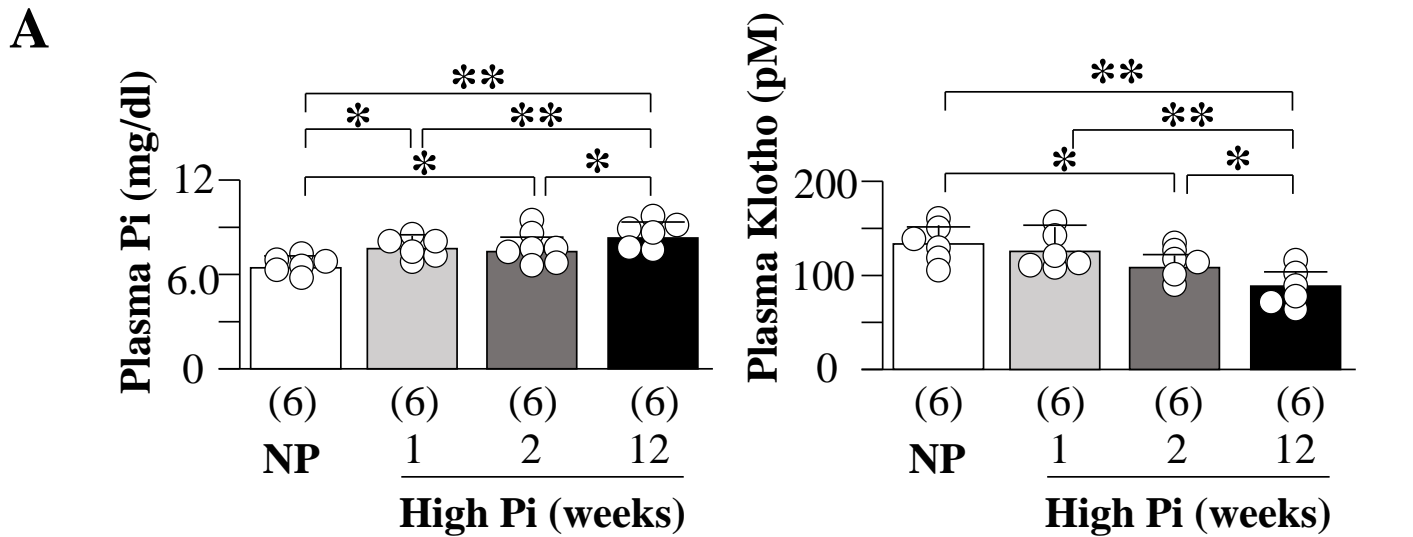 A
Plasma Pi (mg/dl)
12
6.0
0
**
*
**
*
*
(6) (6) (6) (6)
NP 1 2 12
High Pi (weeks)
Plasma Klotho (pM)
200
100
0
**
**
*
*
(6) (6) (6) (6)
NP 1 2 12
High Pi (weeks)